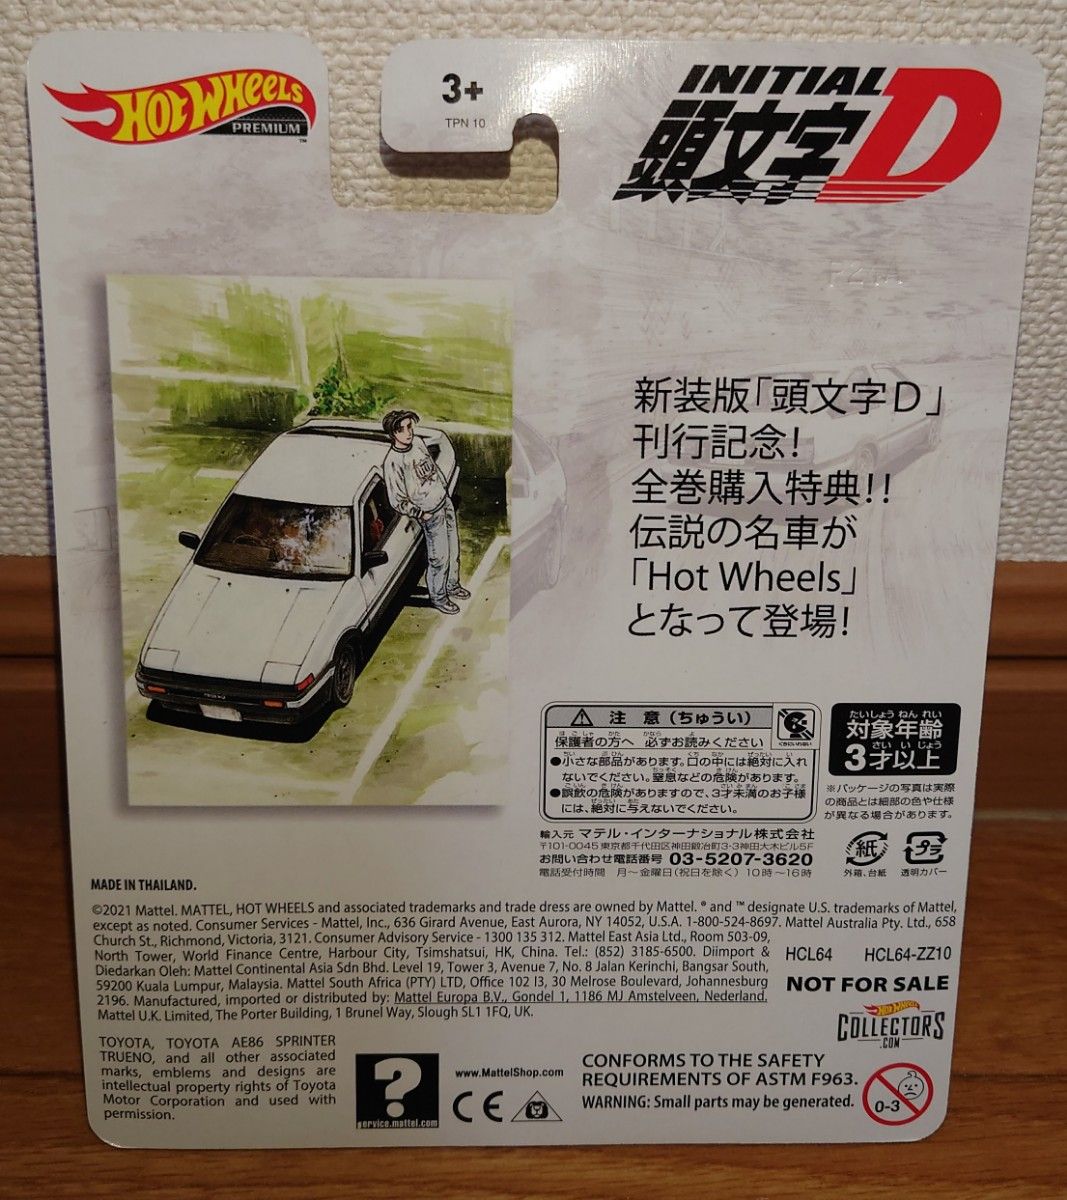 HOT WHEELS
PREMIUM™
3+
TPN 10
INITIAL
頭文字D
新装版「頭文字D」
刊行記念!
全巻購入特典!!
伝説の名車が
「Hot Wheels」
となって登場!
⚠ 注 意 (ちゅうい)
保護者の方へ 必ずお読みください
●小さな部品があります。口の中には絶対に入れ
ないでください。窒息などの危険があります。
●誤飲の危険がありますので、3才未満のお子様
には、絶対に与えないでください。
たいしょう ねん れい
対象年齢
さい い じょう
3才以上
※パッケージの写真は実際
の商品とは細部の色や仕様
が異なる場合があります。
輸入元 マテル・インターナショナル株式会社
〒101-0045 東京都千代田区神田鍛冶町3-3神田大木ビル5F
お問い合わせ電話番号 03-5207-3620
電話受付時間 月〜金曜日(祝日を除く) 10時〜16時
紙
外箱、台紙
プラ
透明カバー
MADE IN THAILAND.
©2021 Mattel. MATTEL, HOT WHEELS and associated trademarks and trade dress are owned by Mattel. ® and ™ designate U.S. trademarks of Mattel,
except as noted. Consumer Services - Mattel, Inc., 636 Girard Avenue, East Aurora, NY 14052, U.S.A. 1-800-524-8697. Mattel Australia Pty. Ltd., 658
Church St., Richmond, Victoria, 3121. Consumer Advisory Service - 1300 135 312. Mattel East Asia Ltd., Room 503-09,
North Tower, World Finance Centre, Harbour City, Tsimshatsui, HK, China. Tel.: (852) 3185-6500. Diimport &
Diedarkan Oleh: Mattel Continental Asia Sdn Bhd. Level 19, Tower 3, Avenue 7, No. 8 Jalan Kerinchi, Bangsar South,
59200 Kuala Lumpur, Malaysia. Mattel South Africa (PTY) LTD, Office 102 I3, 30 Melrose Boulevard, Johannesburg
2196. Manufactured, imported or distributed by: Mattel Europa B.V., Gondel 1, 1186 MJ Amstelveen, Nederland.
Mattel U.K. Limited, The Porter Building, 1 Brunel Way, Slough SL1 1FQ, UK.
HCL64 HCL64-ZZ10
NOT FOR SALE
HOT WHEELS
COLLECTORS
.COM
TOYOTA, TOYOTA AE86 SPRINTER
TRUENO, and all other associated
marks, emblems and designs are
intellectual property rights of Toyota
Motor Corporation and used with
permission.
?
service.mattel.com
www.MattelShop.com
CE
CONFORMS TO THE SAFETY
REQUIREMENTS OF ASTM F963.
WARNING: Small parts may be generated.
0-3